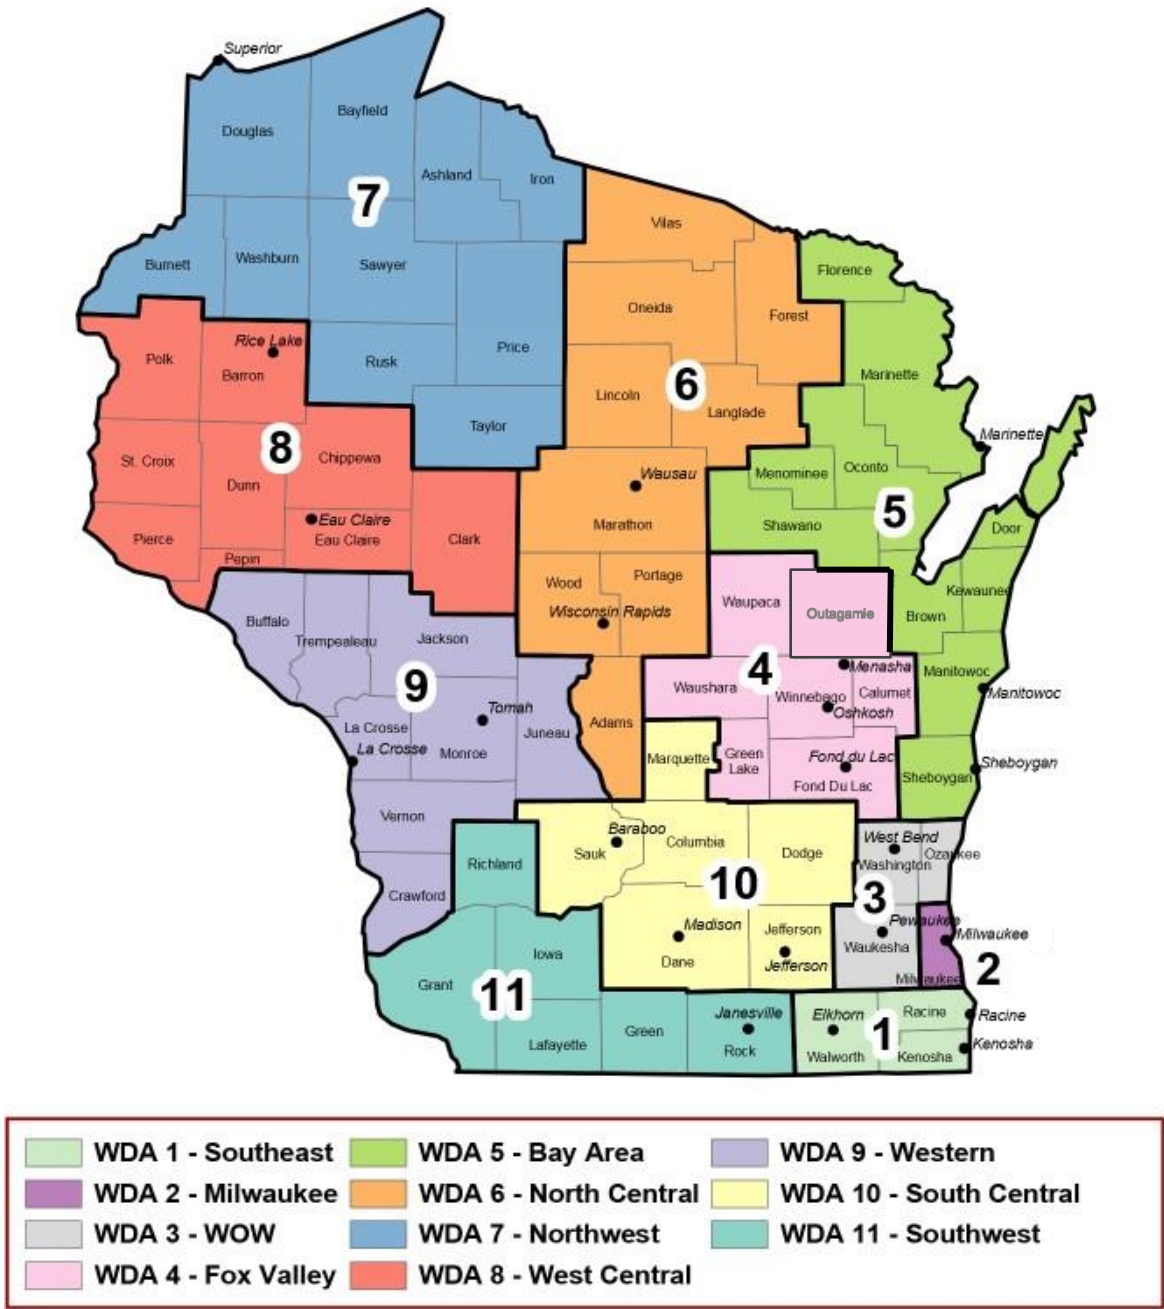 Superior
Bayfield
Douglas
Ashland
Iron
7
Vilas
Burnett
Washburn
Sawyer
Florence
Oneida
Forest
Rice Lake
Polk
Barron
Rusk
Price
Marinette
6
Lincoln
Langlade
Taylor
Marinette
8
St. Croix
Chippewa
Dunn
Wausau
Menominee
Oconto
5
Eau Claire
Eau Claire
Pierce
Clark
Marathon
Shawano
Door
Pepin
Wood
Portage
Kewaunee
Waupaca
Outagamie
Brown
Wisconsin Rapids
Buffalo
Trempealeau
Jackson
4
Menasha
Manitowoc
9
Waushara
Winnebago
Calumet
Manitowoc
Tomah
Oshkosh
La Crosse
Juneau
Adams
La Crosse
Monroe
Marquette
Green
Lake
Fond du Lac
Sheboygan
Sheboygan
Fond Du Lac
Vernon
Baraboo
Sauk
Columbia
Dodge
West Bend
Washington
Ozaukee
Richland
10
3
Crawford
Madison
Jefferson
Pewaukee
Milwaukee
Waukesha
Iowa
Dane
Jefferson
2
Milwaukee
Grant
11
Janesville
Elkhorn
Racine
Racine
Green
1
Lafayette
Rock
Walworth
Kenosha
Kenosha
WDA 1 - Southeast
WDA 5 - Bay Area
WDA 9 - Western
WDA 2 - Milwaukee
WDA 6 - North Central
WDA 10 - South Central
WDA 3 - WOW
WDA 7 - Northwest
WDA 11 - Southwest
WDA 4 - Fox Valley
WDA 8 - West Central